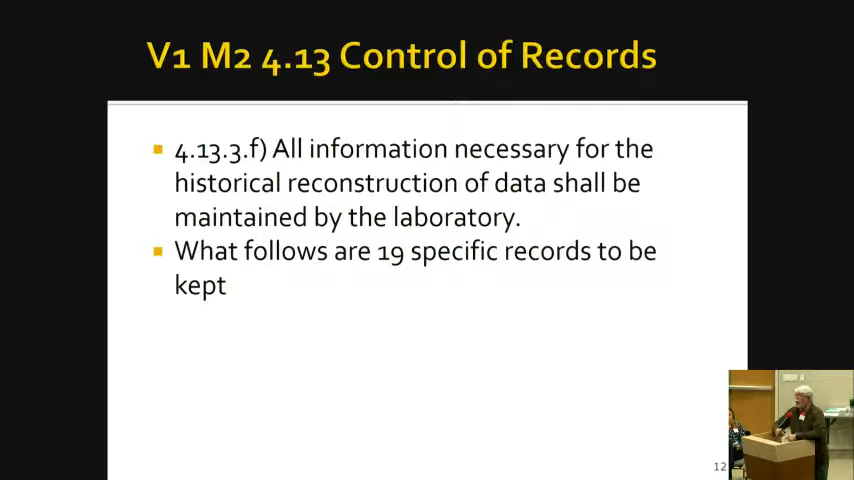 V1 M2 4.13 Control of Records
▪ 4.13.3.f) All information necessary for the
historical reconstruction of data shall be
maintained by the laboratory.
▪ What follows are 19 specific records to be
kept
12